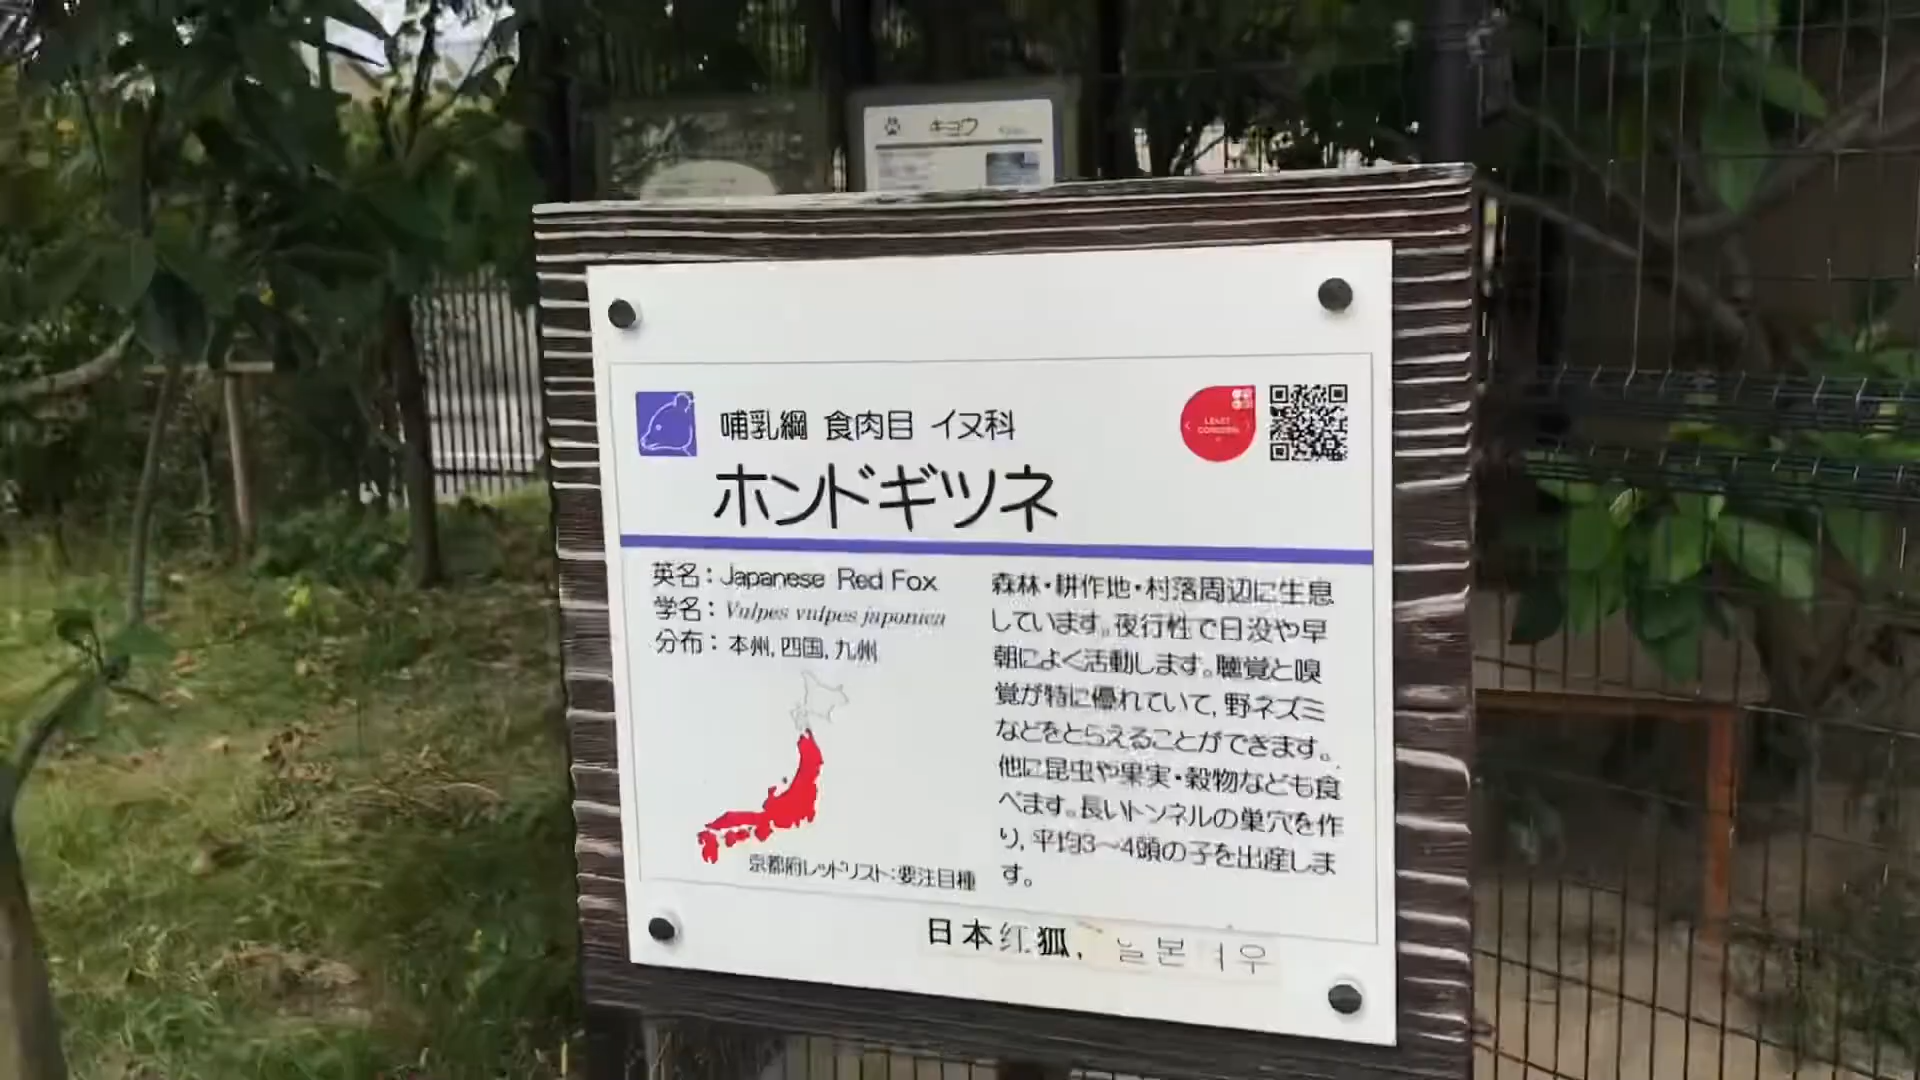 キョウ
哺乳綱 食肉目 イヌ科
LEAST
CONCERN
ホンドギツネ
英名：Japanese Red Fox
学名：Vulpes vulpes japonica
分布：本州, 四国, 九州
京都府レッドリスト：要注目種
森林・耕作地・村落周辺に生息
しています。夜行性で日没や早
朝によく活動します。聴覚と嗅
覚が特に優れていて, 野ネズミ
などをとらえることができます。
他に昆虫や果実・穀物なども食
べます。長いトンネルの巣穴を作
り, 平均3～4頭の子を出産しま
す。
日本红狐,